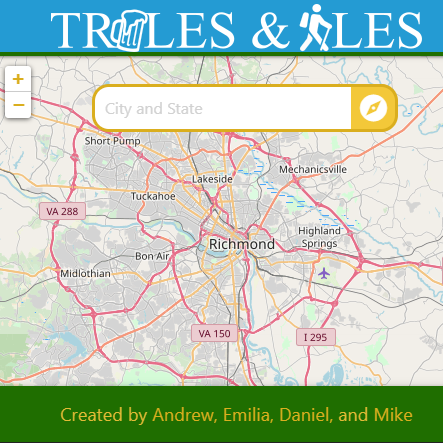 TR LES & LES
+
−
City and State
Short Pump
Mechanicsville
Lakeside
Tuckahoe
VA 288
Highland
Springs
Richmond
Bon Air
Midlothian
VA 150
I 295
Created by Andrew, Emilia, Daniel, and Mike